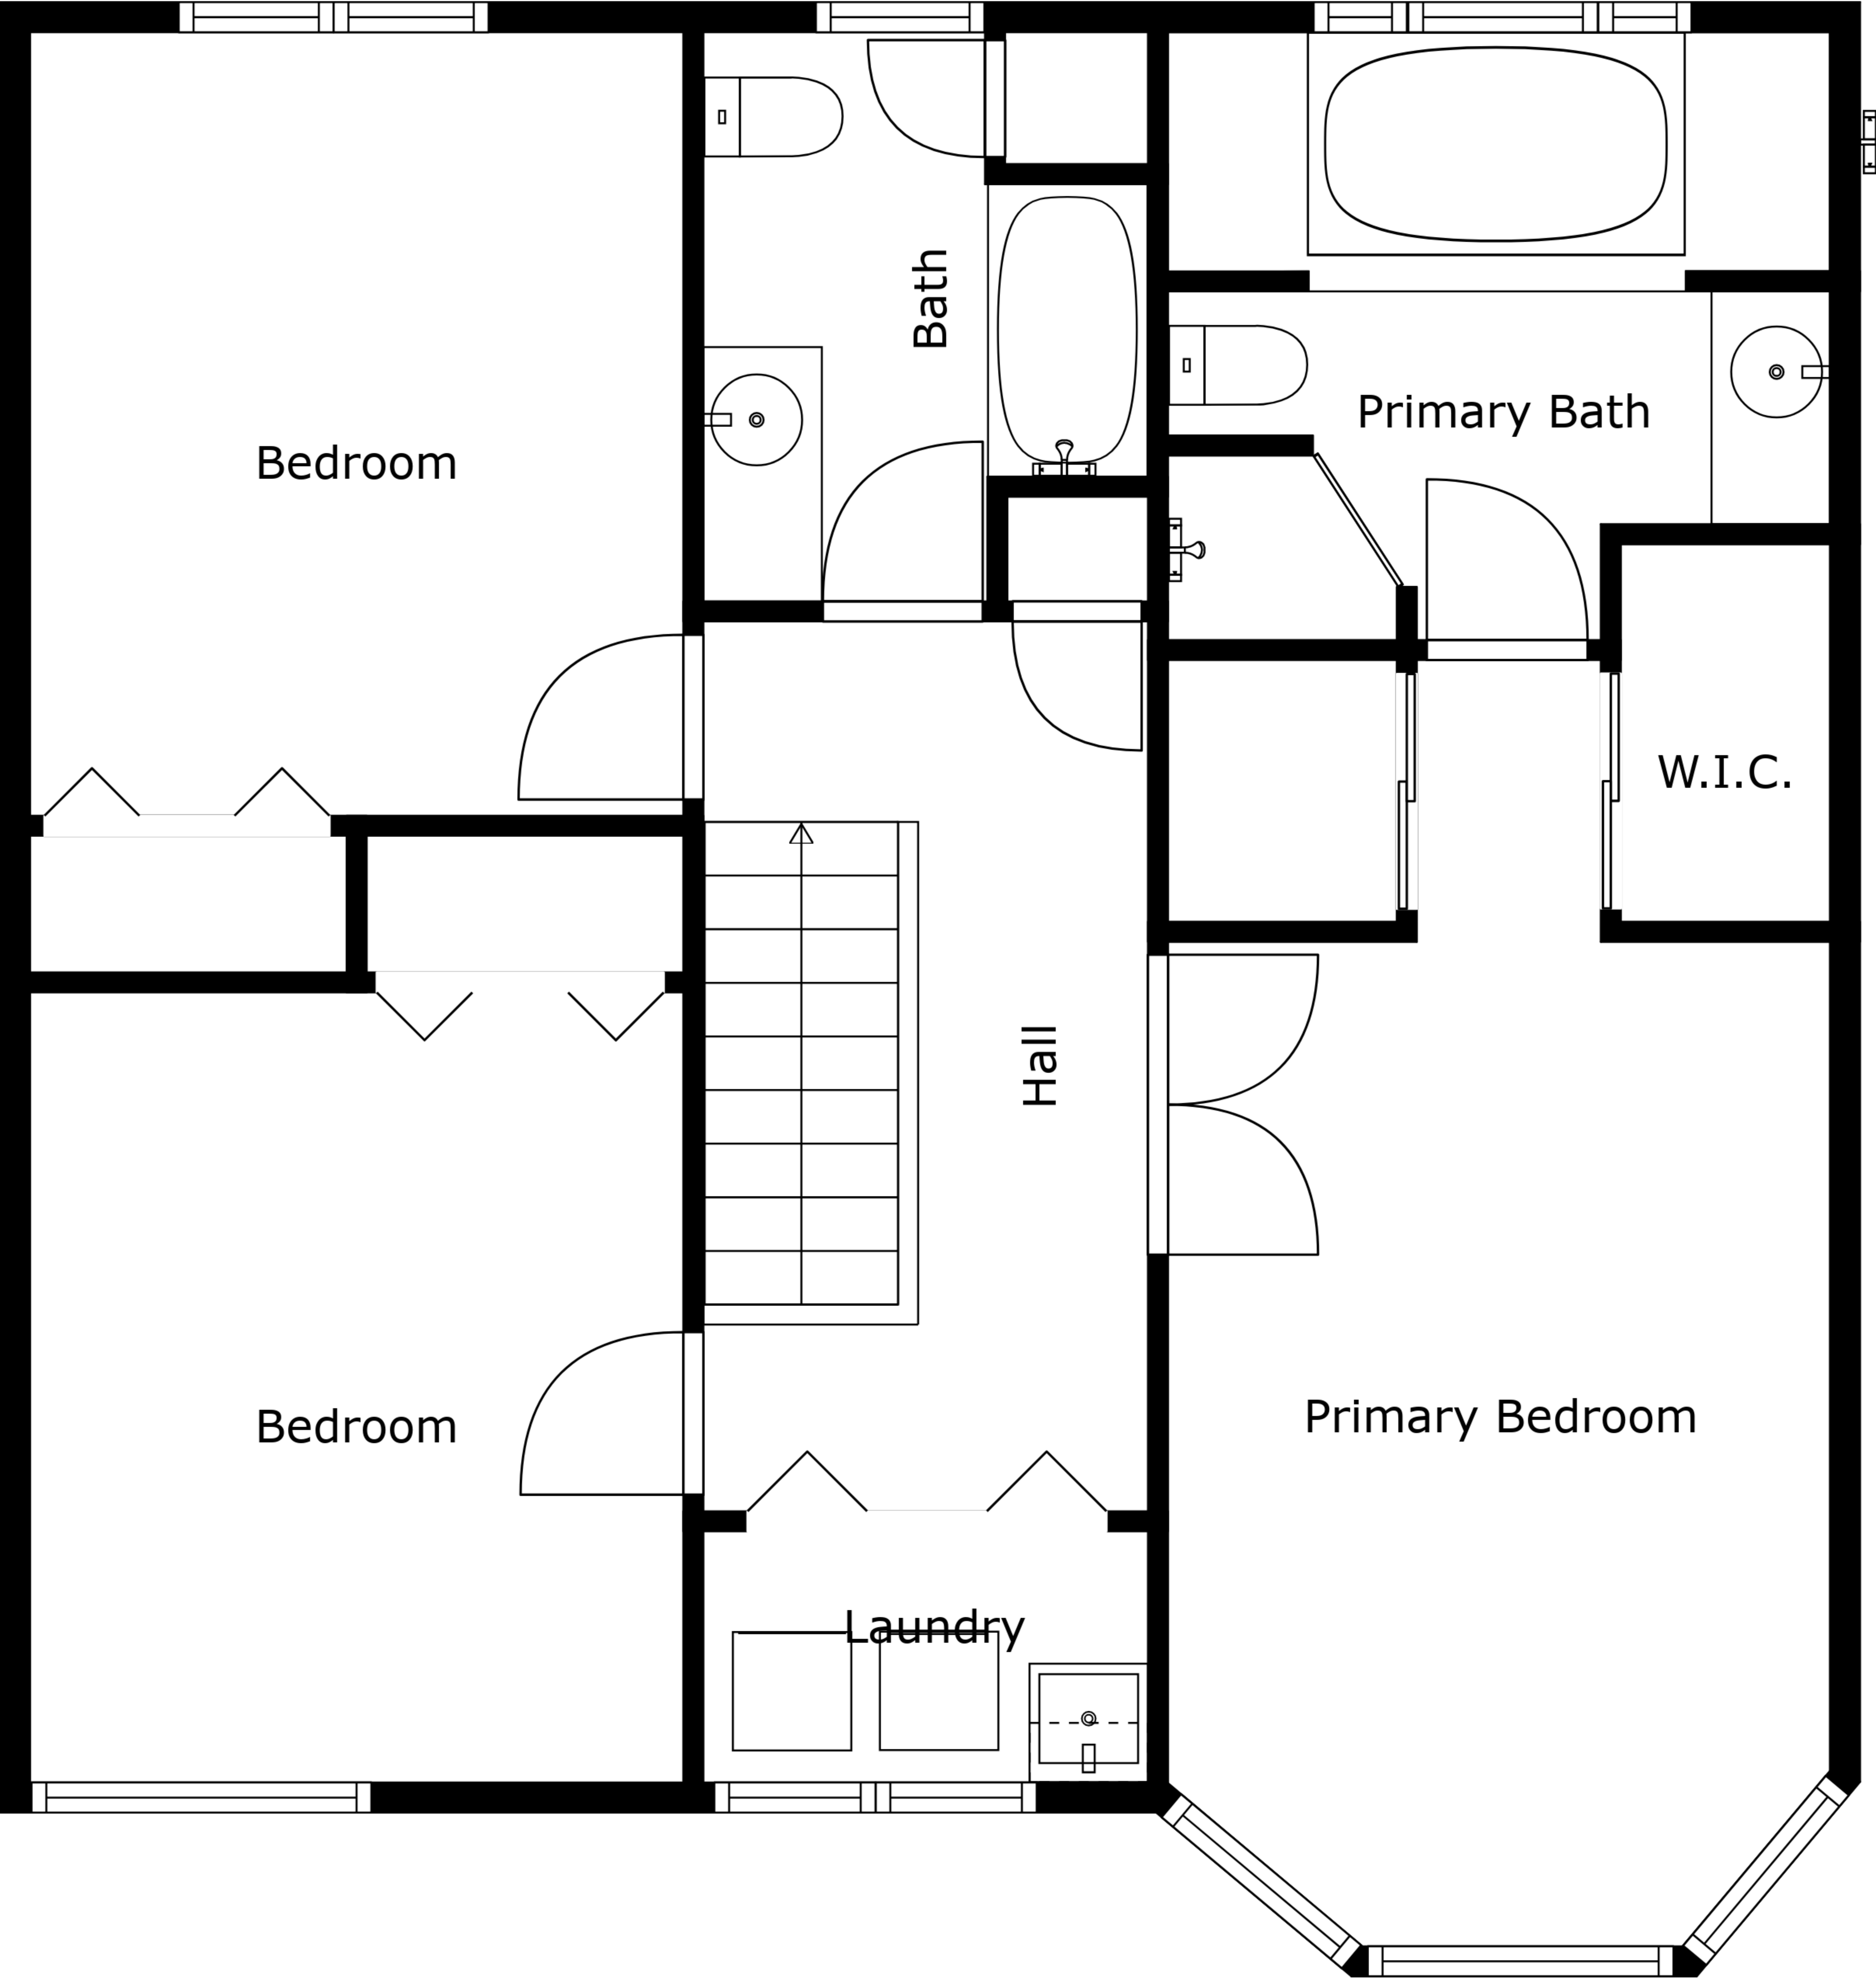 Bath
Primary Bath
Bedroom
W.I.C.
Hall
Primary Bedroom
Bedroom
Laundry